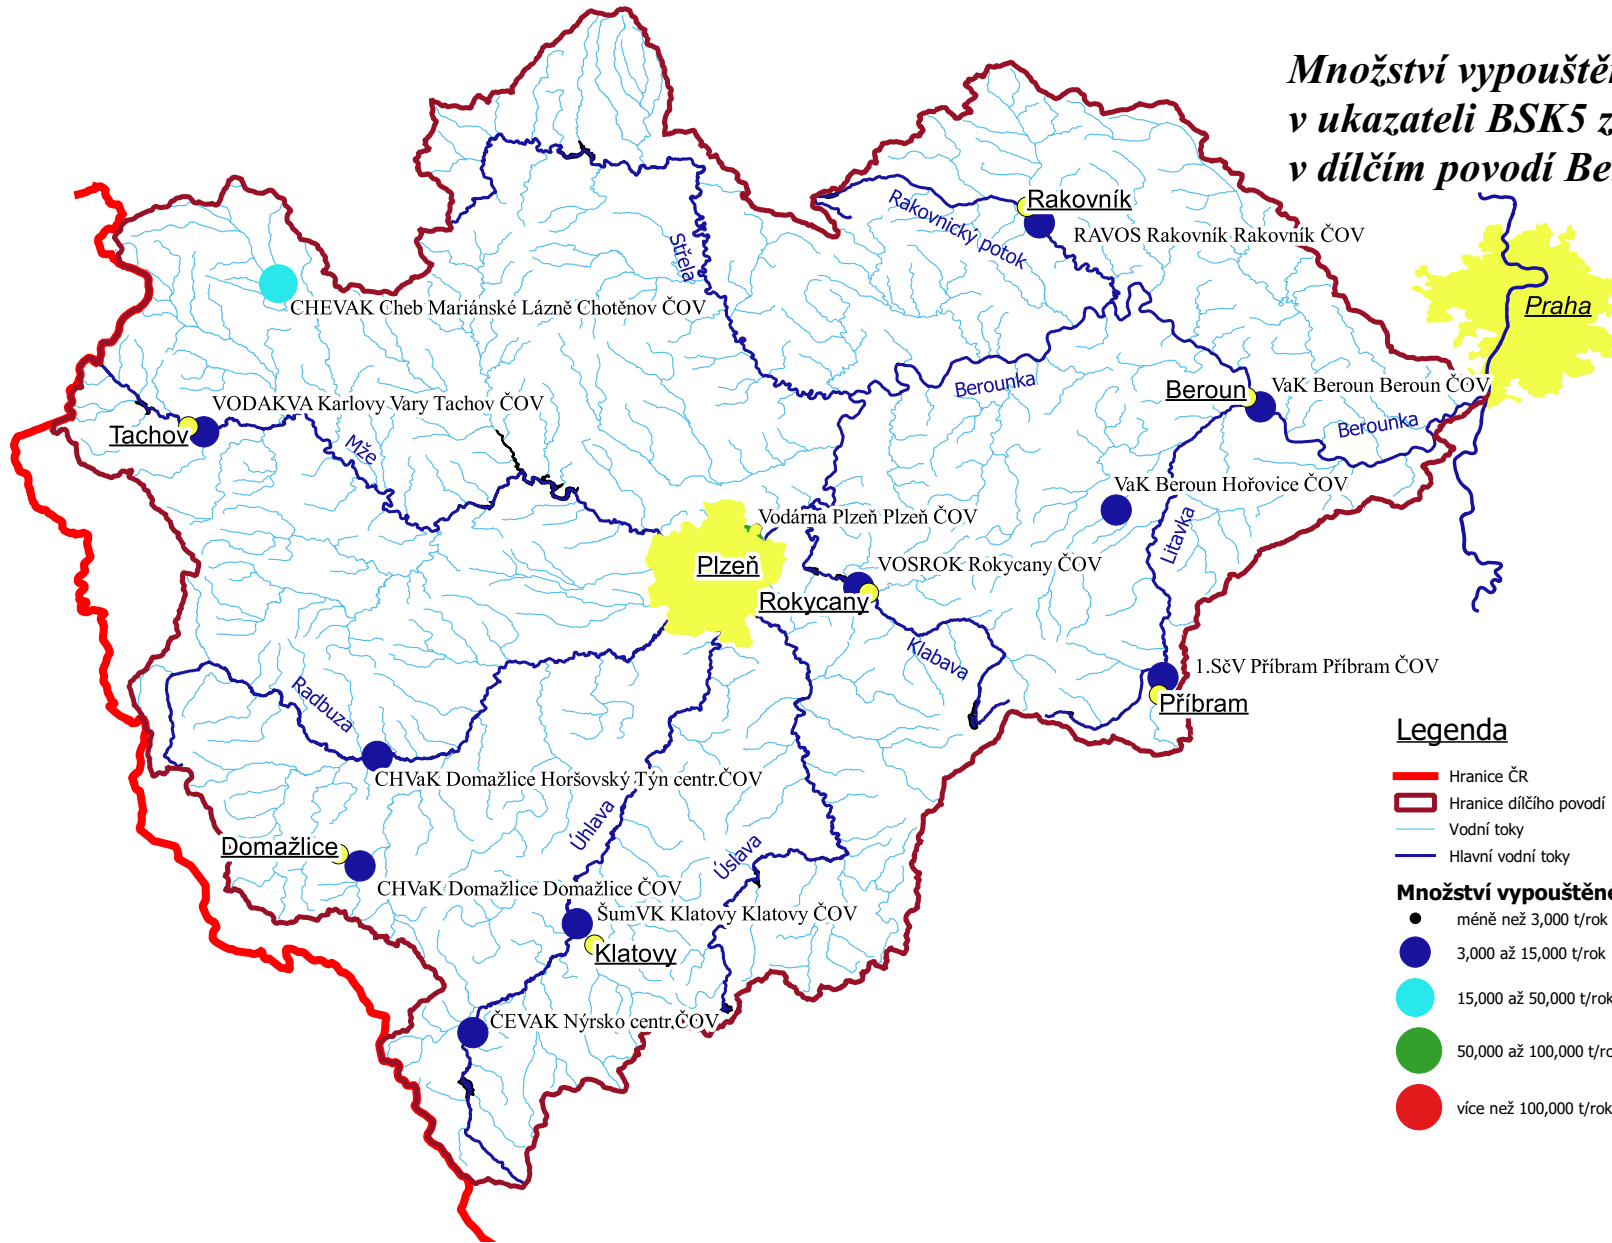 Množství vypouštěn
v ukazateli BSK5 z
v dílčím povodí Be
Rakovník
RAVOS Rakovník Rakovník ČOV
Rakovnický potok
Střela
Praha
CHEVAK Cheb Mariánské Lázně Chotěnov ČOV
Berounka
Beroun
VaK Beroun Beroun ČOV
Berounka
VODAKVA Karlovy Vary Tachov ČOV
Tachov
Mže
VaK Beroun Hořovice ČOV
Litavka
Vodárna Plzeň Plzeň ČOV
Plzeň
VOSROK Rokycany ČOV
Rokycany
Klabava
1.SčV Příbram Příbram ČOV
Příbram
Radbuza
CHVaK Domažlice Horšovský Týn centr.ČOV
Úhlava
Úslava
Domažlice
CHVaK Domažlice Domažlice ČOV
ŠumVK Klatovy Klatovy ČOV
Klatovy
ČEVAK Nýrsko centr.ČOV
Legenda
Hranice ČR
Hranice dílčího povodí
Vodní toky
Hlavní vodní toky
Množství vypouštěné
méně než 3,000 t/rok
3,000 až 15,000 t/rok
15,000 až 50,000 t/rok
50,000 až 100,000 t/ro
více než 100,000 t/rok